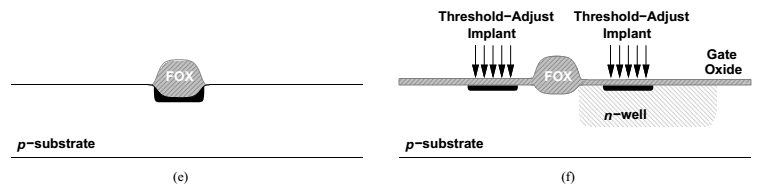 FOX
p−substrate
(e)
Threshold−Adjust
Implant
Threshold−Adjust
Implant
FOX
Gate
Oxide
n−well
p−substrate
(f)